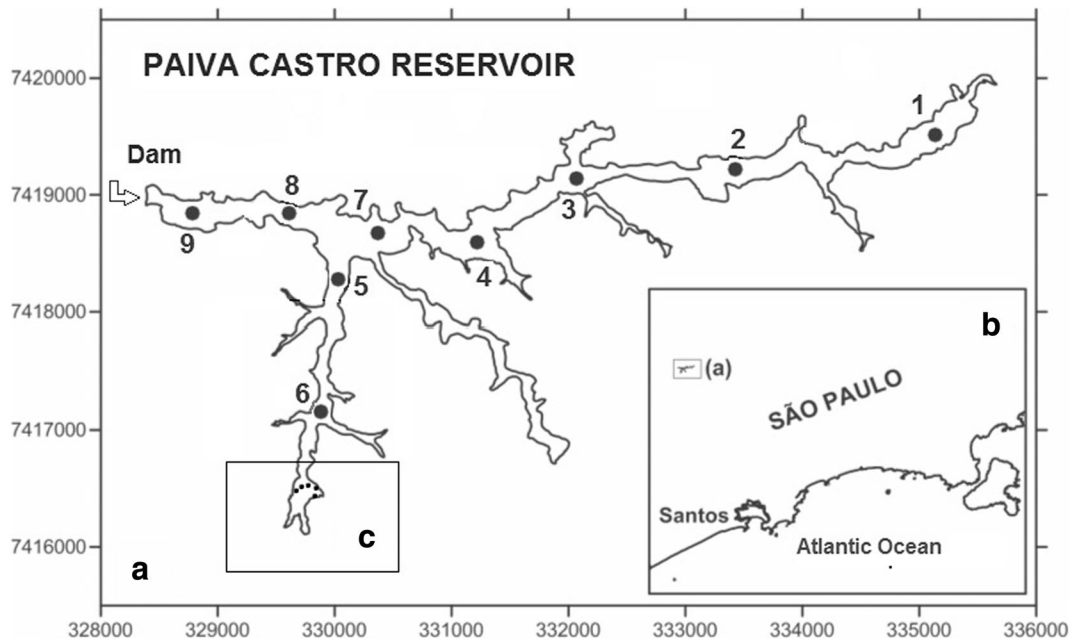 PAIVA CASTRO RESERVOIR
7420000
1
2
Dam
8
7
7419000
3
9
4
5
7418000
b
(a)
SÃO PAULO
6
7417000
Santos
c
Atlantic Ocean
7416000
a
328000 329000 330000 331000 332000 333000 334000 335000 336000